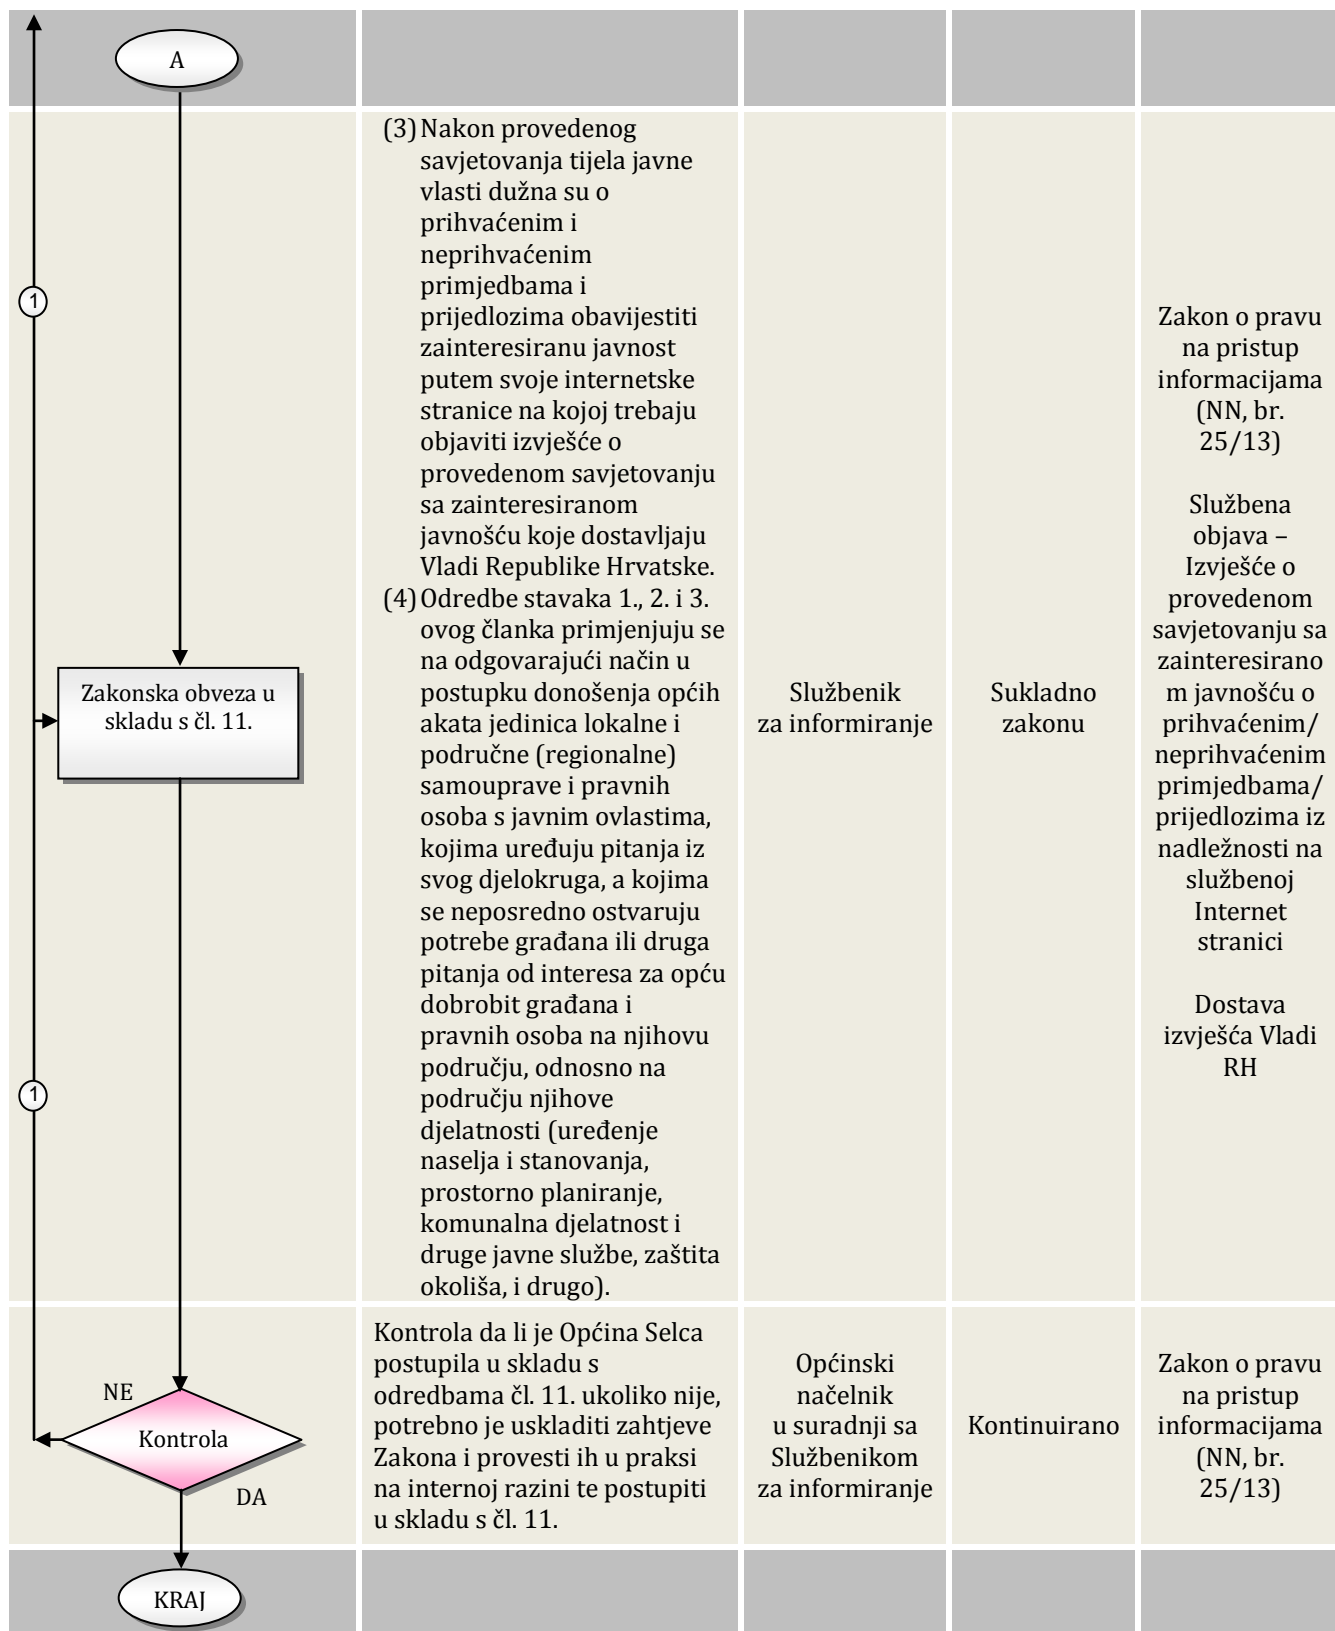 A
1
Zakonska obveza u
skladu s čl. 11.
1
(3) Nakon provedenog
savjetovanja tijela javne
vlasti dužna su o
prihvaćenim i
neprihvaćenim
primjedbama i
prijedlozima obavijestiti
zainteresiranu javnost
putem svoje internetske
stranice na kojoj trebaju
objaviti izvješće o
provedenom savjetovanju
sa zainteresiranom
javnošću koje dostavljaju
Vladi Republike Hrvatske.
(4) Odredbe stavaka 1., 2. i 3.
ovog članka primjenjuju se
na odgovarajući način u
postupku donošenja općih
akata jedinica lokalne i
područne (regionalne)
samouprave i pravnih
osoba s javnim ovlastima,
kojima uređuju pitanja iz
svog djelokruga, a kojima
se neposredno ostvaruju
potrebe građana ili druga
pitanja od interesa za opću
dobrobit građana i
pravnih osoba na njihovu
području, odnosno na
području njihove
djelatnosti (uređenje
naselja i stanovanja,
prostorno planiranje,
komunalna djelatnost i
druge javne službe, zaštita
okoliša, i drugo).
Službenik
za informiranje
Sukladno
zakonu
Zakon o pravu
na pristup
informacijama
(NN, br.
25/13)
Službena
objava –
Izvješće o
provedenom
savjetovanju sa
zainteresirano
m javnošću o
prihvaćenim/
neprihvaćenim
primjedbama/
prijedlozima iz
nadležnosti na
službenoj
Internet
stranici
Dostava
izvješća Vladi
RH
NE
Kontrola
DA
Kontrola da li je Općina Selca
postupila u skladu s
odredbama čl. 11. ukoliko nije,
potrebno je uskladiti zahtjeve
Zakona i provesti ih u praksi
na internoj razini te postupiti
u skladu s čl. 11.
Općinski
načelnik
u suradnji sa
Službenikom
za informiranje
Kontinuirano
Zakon o pravu
na pristup
informacijama
(NN, br.
25/13)
KRAJ